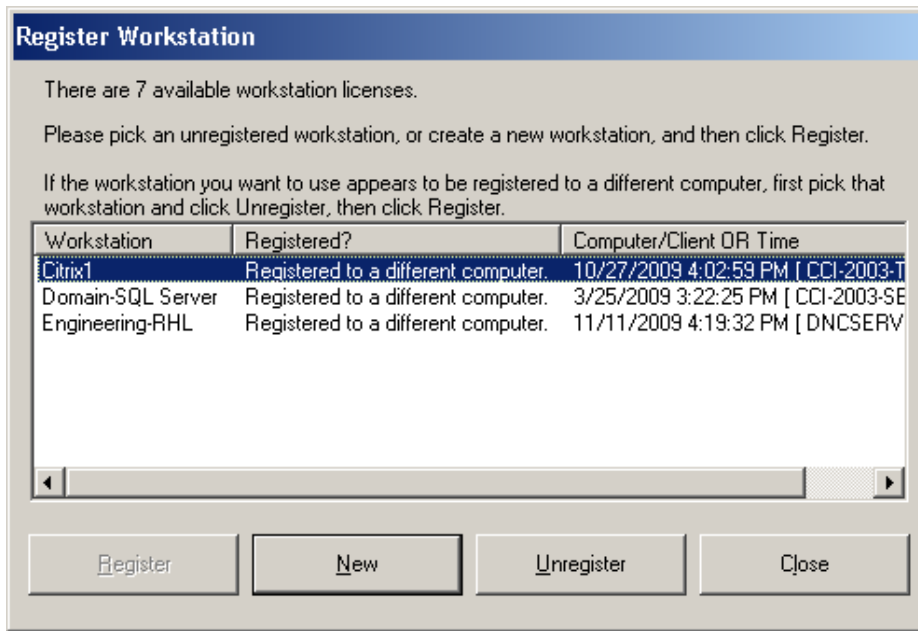 Register Workstation
There are 7 available workstation licenses.
Please pick an unregistered workstation, or create a new workstation, and then click Register.
If the workstation you want to use appears to be registered to a different computer, first pick that
workstation and click Unregister, then click Register.
Workstation Registered? Computer/Client OR Time
Citrix1 Registered to a different computer. 10/27/2009 4:02:59 PM [ CCI-2003-T
Domain-SQL Server Registered to a different computer. 3/25/2009 3:22:25 PM [ CCI-2003-SE
Engineering-RHL Registered to a different computer. 11/11/2009 4:19:32 PM [ DNCSERV
Register New Unregister Close